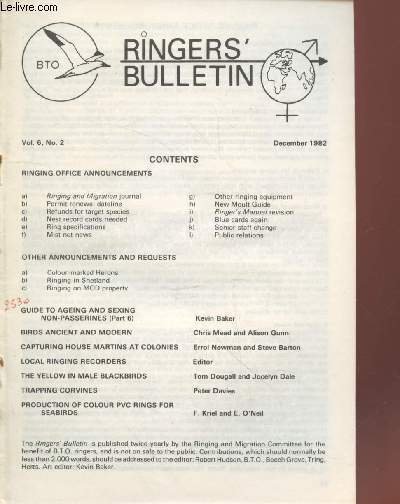 BTO
RINGERS'
BULLETIN
Vol. 6, No. 2
December 1982
CONTENTS
RINGING OFFICE ANNOUNCEMENTS
a) Ringing and Migration journal
b) Permit renewal dateline
c) Refunds for target species
d) Nest record cards needed
e) Ring specifications
f) Mist net news
g) Other ringing equipment
h) New Moult Guide
i) Ringer's Manual revision
j) Blue cards again
k) Senior staff change
l) Public relations
OTHER ANNOUNCEMENTS AND REQUESTS
a) Colour-marked Herons
b) Ringing in Shetland
c) Ringing on MOD property
GUIDE TO AGEING AND SEXING
NON-PASSERINES (Part 6) Kevin Baker
BIRDS ANCIENT AND MODERN Chris Mead and Alison Gunn
CAPTURING HOUSE MARTINS AT COLONIES Errol Newman and Steve Barton
LOCAL RINGING RECORDERS Editor
THE YELLOW IN MALE BLACKBIRDS Tom Dougall and Jocelyn Dale
TRAPPING CORVINES Peter Davies
PRODUCTION OF COLOUR PVC RINGS FOR
SEABIRDS F. Kriel and E. O'Neil
The Ringers' Bulletin is published twice yearly by the Ringing and Migration Committee for the
benefit of B.T.O. ringers, and is not on sale to the public. Contributions, which should normally be
less than 2,000 words, should be addressed to the editor: Robert Hudson, B.T.O., Beech Grove, Tring,
Herts. Art editor: Kevin Baker.